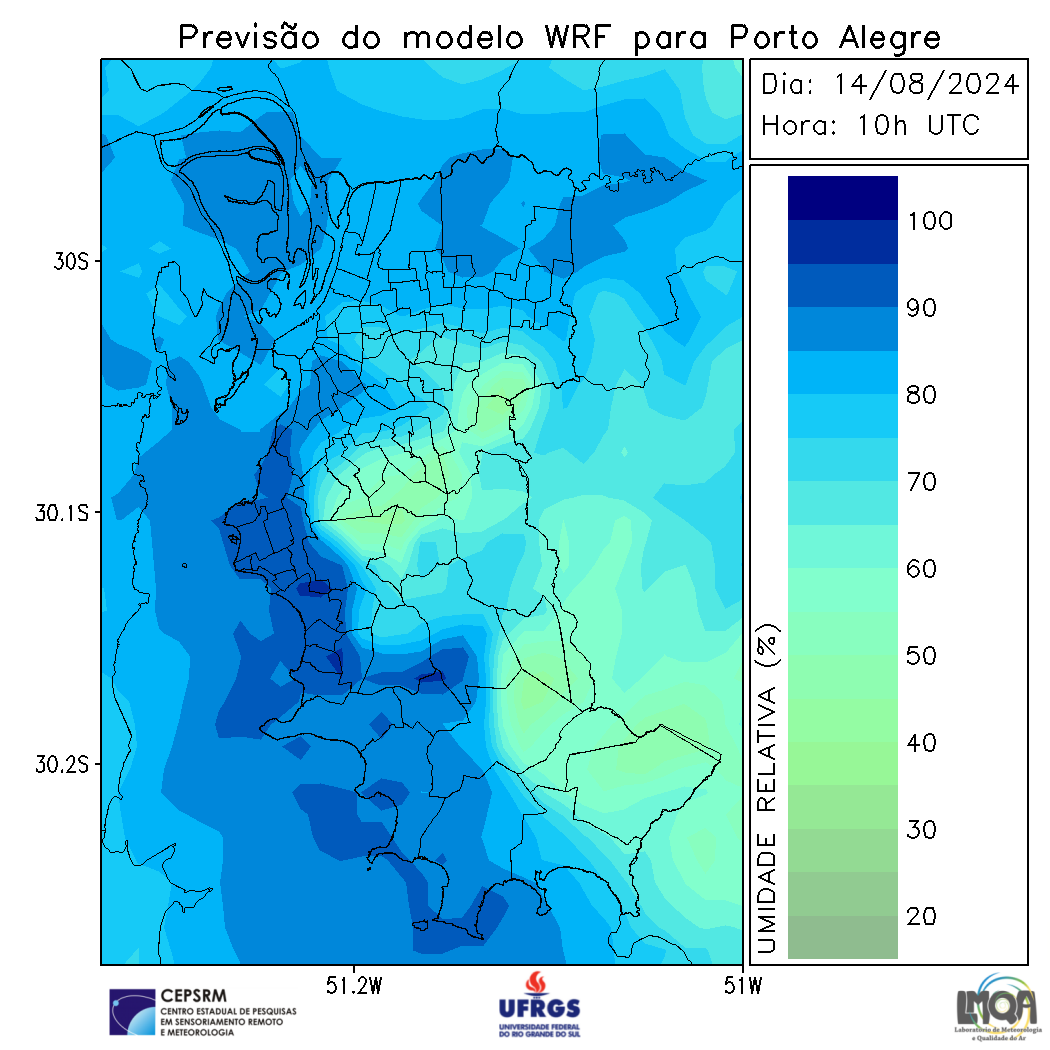 Previsão do modelo WRF para Porto Alegre
Dia: 14/08/2024
Hora: 10h UTC
30S
30.1S
30.2S
51.2W
51W
100
90
80
70
60
50
40
30
20
UMIDADE RELATIVA (%)
CEPSRM
CENTRO ESTADUAL DE PESQUISAS
EM SENSORIAMENTO REMOTO
E METEOROLOGIA
UFRGS
UNIVERSIDADE FEDERAL
DO RIO GRANDE DO SUL
LMQA
Laboratório de Meteorologia
e Qualidade do Ar